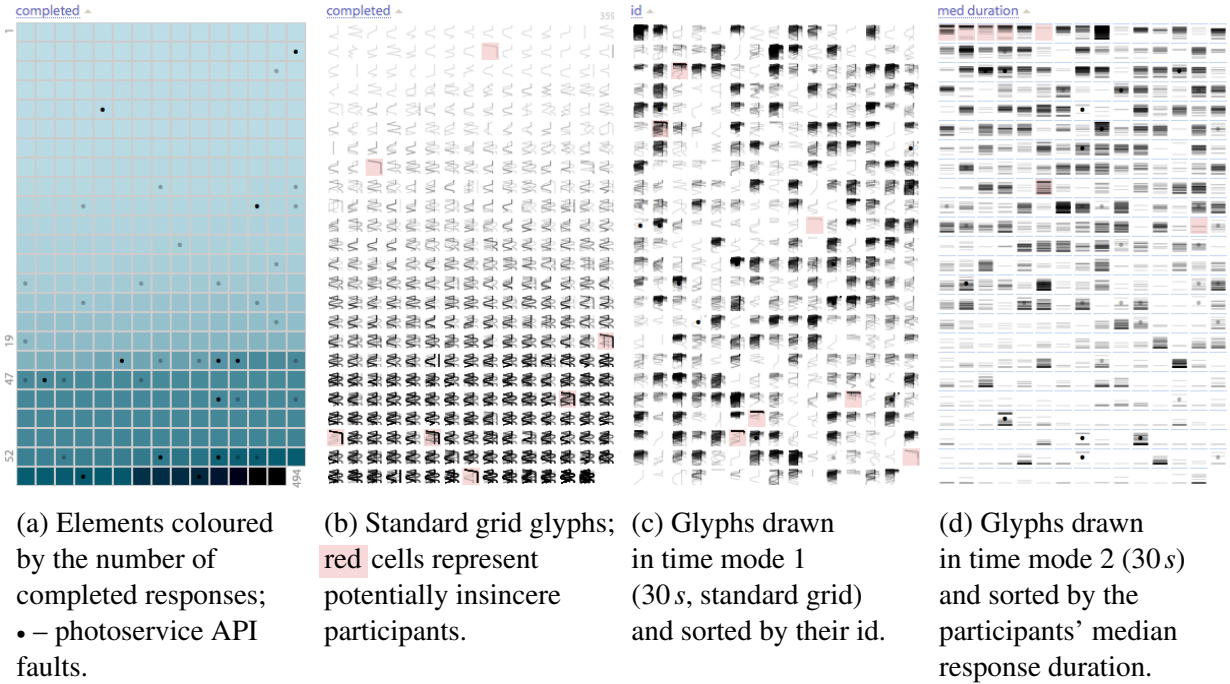 completed
completed
id
med duration
359
1
19
47
52
494
(a) Elements coloured
by the number of
completed responses;
• – photoservice API
faults.
(b) Standard grid glyphs;
red cells represent
potentially insincere
participants.
(c) Glyphs drawn
in time mode 1
(30 s, standard grid)
and sorted by their id.
(d) Glyphs drawn
in time mode 2 (30 s)
and sorted by the
participants’ median
response duration.